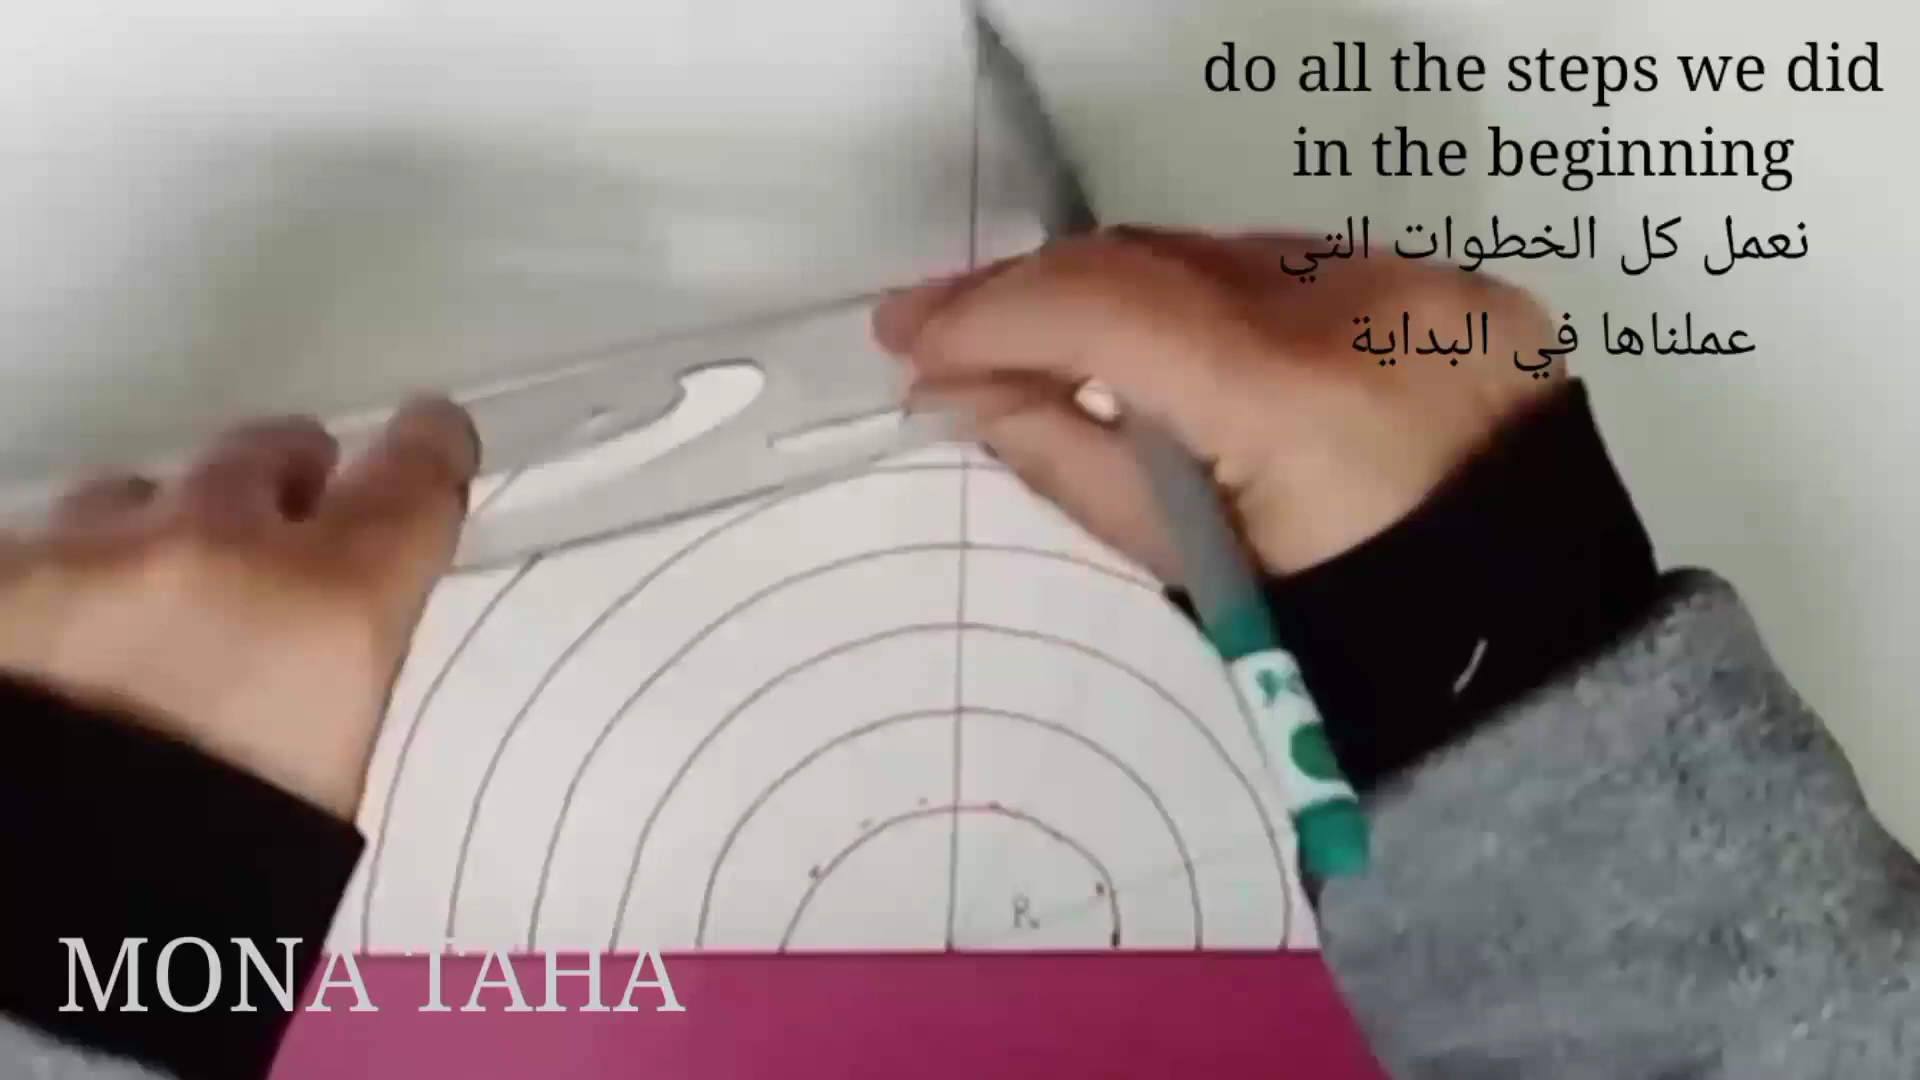 do all the steps we did
in the beginning
نعمل كل الخطوات التي
عملناها في البداية
R
MONA TAHA